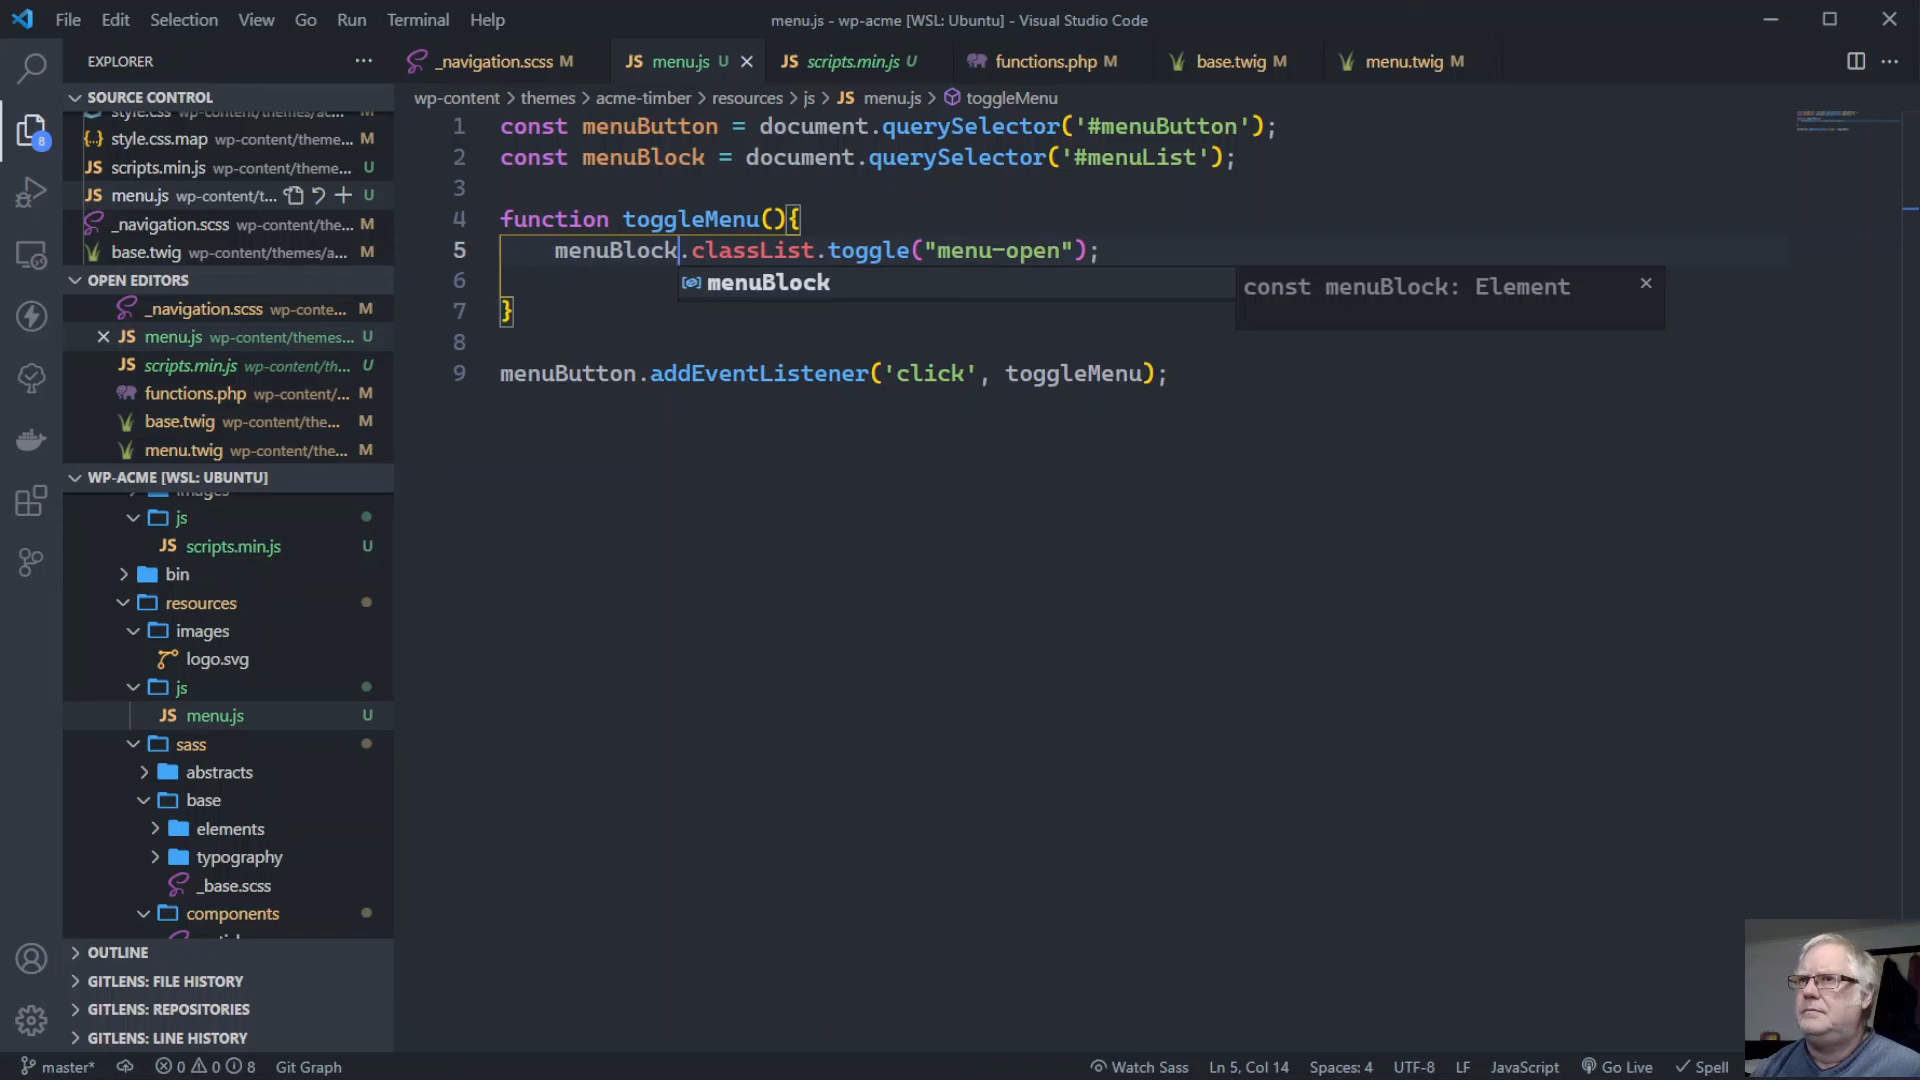 File Edit Selection View Go Run Terminal Help
menu.js - wp-acme [WSL: Ubuntu] - Visual Studio Code
EXPLORER
_navigation.scss M
JS menu.js U
JS scripts.min.js U
functions.php M
base.twig M
menu.twig M
wp-content > themes > acme-timber > resources > js > JS menu.js > toggleMenu
SOURCE CONTROL
style.css.map wp-content/theme... M
JS scripts.min.js wp-content/theme... U
JS menu.js wp-content/t... U
_navigation.scss wp-content/the... M
base.twig wp-content/themes/a... M
OPEN EDITORS
_navigation.scss wp-conte... M
JS menu.js wp-content/themes... U
JS scripts.min.js wp-content/th... U
functions.php wp-content/... M
base.twig wp-content/the... M
menu.twig wp-content/the... M
WP-ACME [WSL: UBUNTU]
images
js
JS scripts.min.js U
bin
resources
images
logo.svg
js
JS menu.js U
sass
abstracts
base
elements
typography
_base.scss
components
OUTLINE
GITLENS: FILE HISTORY
GITLENS: REPOSITORIES
GITLENS: LINE HISTORY
1 const menuButton = document.querySelector('#menuButton');
2 const menuBlock = document.querySelector('#menuList');
3
4 function toggleMenu(){
5 menuBlock.classList.toggle("menu-open");
6
7 }
8
9 menuButton.addEventListener('click', toggleMenu);
menuBlock
const menuBlock: Element
8
master* 0 0 8 Git Graph
Watch Sass Ln 5, Col 14 Spaces: 4 UTF-8 LF JavaScript Go Live Spell